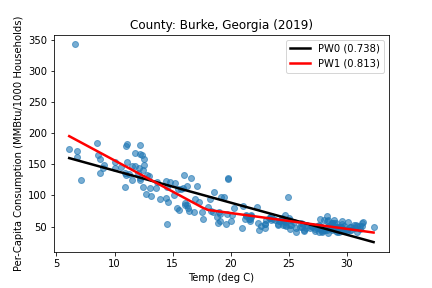 County: Burke, Georgia (2019)
Per-Capita Consumption (MMBtu/1000 Households)
350
300
250
200
150
100
50
PW0 (0.738)
PW1 (0.813)
5
10
15
20
25
30
Temp (deg C)